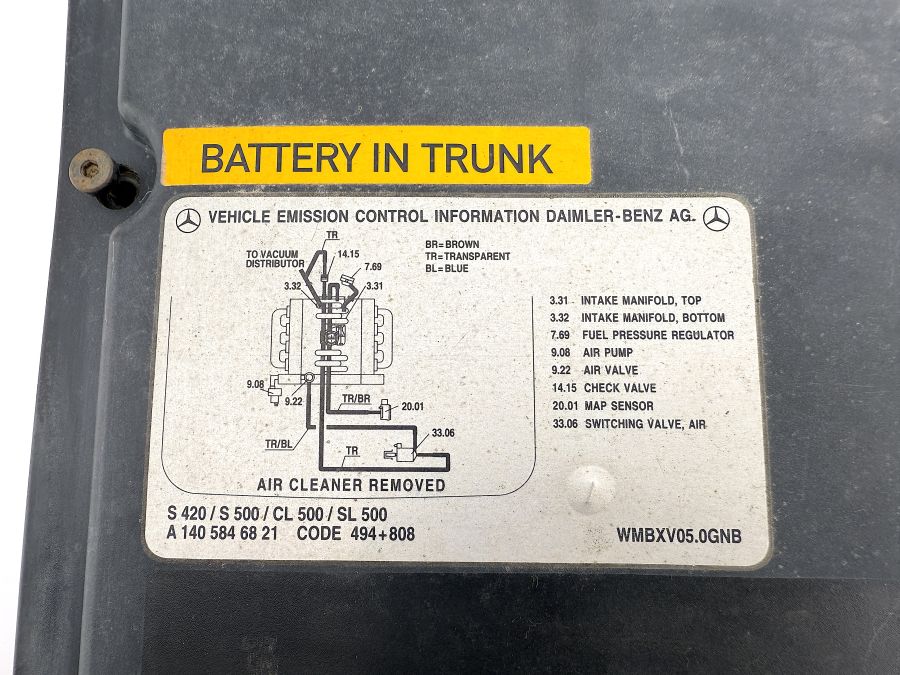 BATTERY IN TRUNK
VEHICLE EMISSION CONTROL INFORMATION DAIMLER-BENZ AG.
TR
TO VACUUM
DISTRIBUTOR
14.15
7.69
3.32
3.31
BR=BROWN
TR=TRANSPARENT
BL=BLUE
3.31 INTAKE MANIFOLD, TOP
3.32 INTAKE MANIFOLD, BOTTOM
7.69 FUEL PRESSURE REGULATOR
9.08 AIR PUMP
9.22 AIR VALVE
14.15 CHECK VALVE
20.01 MAP SENSOR
33.06 SWITCHING VALVE, AIR
9.08
9.22
TR/BR
20.01
TR/BL
33.06
TR
AIR CLEANER REMOVED
S 420 / S 500 / CL 500 / SL 500
A 140 584 68 21 CODE 494+808
WMBXV05.0GNB